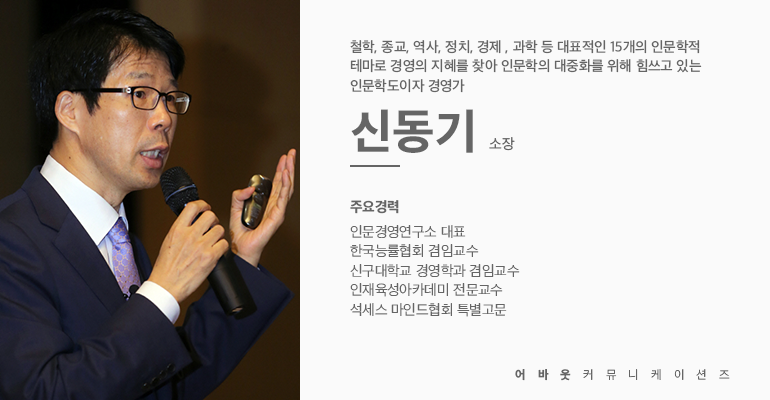 철학, 종교, 역사, 정치, 경제 , 과학 등 대표적인 15개의 인문학적
테마로 경영의 지혜를 찾아 인문학의 대중화를 위해 힘쓰고 있는
인문학도이자 경영가
신동기 소장
주요경력
인문경영연구소 대표
한국능률협회 겸임교수
신구대학교 경영학과 겸임교수
인재육성아카데미 전문교수
석세스 마인드협회 특별고문
어바웃커뮤니케이션즈